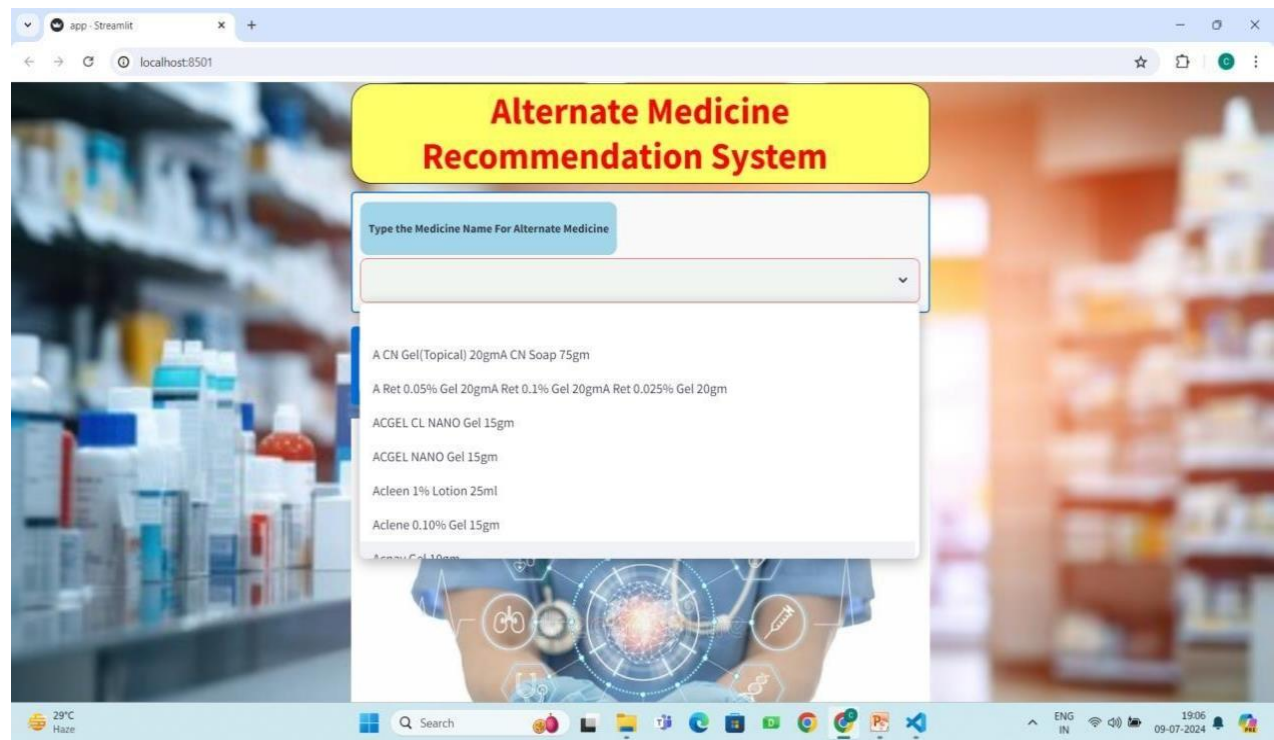 app · Streamlit
localhost:8501
Alternate Medicine
Recommendation System
Type the Medicine Name For Alternate Medicine
A CN Gel(Topical) 20gmA CN Soap 75gm
A Ret 0.05% Gel 20gmA Ret 0.1% Gel 20gmA Ret 0.025% Gel 20gm
ACGEL CL NANO Gel 15gm
ACGEL NANO Gel 15gm
Acleen 1% Lotion 25ml
Aclene 0.10% Gel 15gm
29°C
Haze
Search
ENG
IN
19:06
09-07-2024